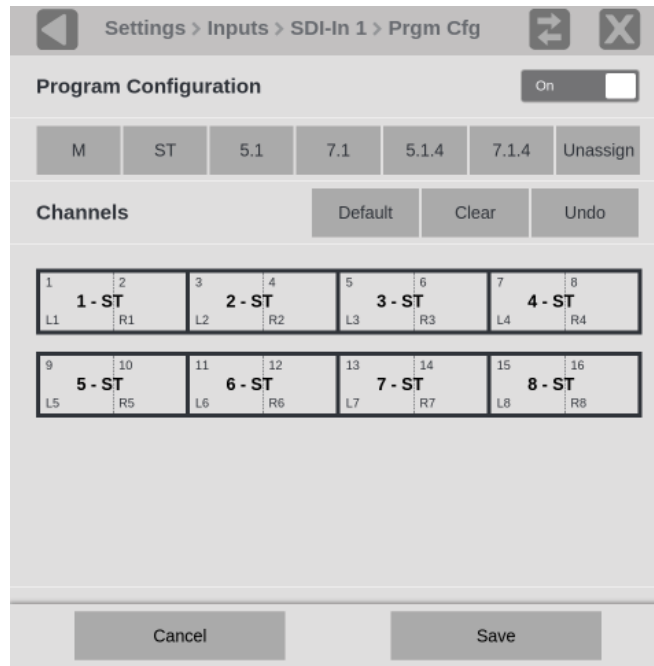 Settings > Inputs > SDI-In 1 > Prgm Cfg
Program Configuration On
M ST 5.1 7.1 5.1.4 7.1.4 Unassign
Channels Default Clear Undo
1 2 3 4 5 6 7 8
1 - ST 2 - ST 3 - ST 4 - ST
L1 R1 L2 R2 L3 R3 L4 R4
9 10 11 12 13 14 15 16
5 - ST 6 - ST 7 - ST 8 - ST
L5 R5 L6 R6 L7 R7 L8 R8
Cancel Save